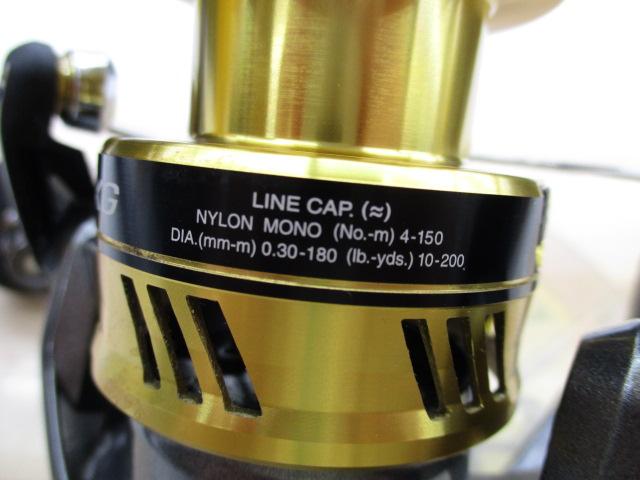 LINE CAP. (≈)
NYLON MONO (No.-m) 4-150
DIA.(mm-m) 0.30-180 (lb.-yds.) 10-200